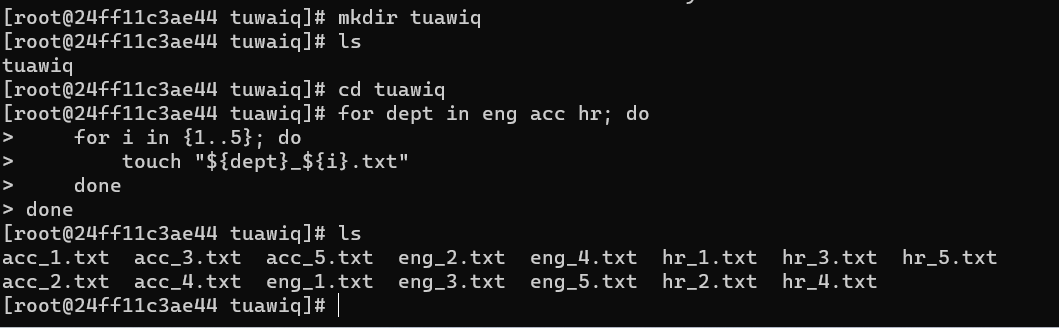 [root@24ff11c3ae44 tuwaiq]# mkdir tuawiq
[root@24ff11c3ae44 tuwaiq]# ls
tuawiq
[root@24ff11c3ae44 tuwaiq]# cd tuawiq
[root@24ff11c3ae44 tuawiq]# for dept in eng acc hr; do
>     for i in {1..5}; do
>         touch "${dept}_${i}.txt"
>     done
> done
[root@24ff11c3ae44 tuawiq]# ls
acc_1.txt  acc_3.txt  acc_5.txt  eng_2.txt  eng_4.txt  hr_1.txt  hr_3.txt  hr_5.txt
acc_2.txt  acc_4.txt  eng_1.txt  eng_3.txt  eng_5.txt  hr_2.txt  hr_4.txt
[root@24ff11c3ae44 tuawiq]#